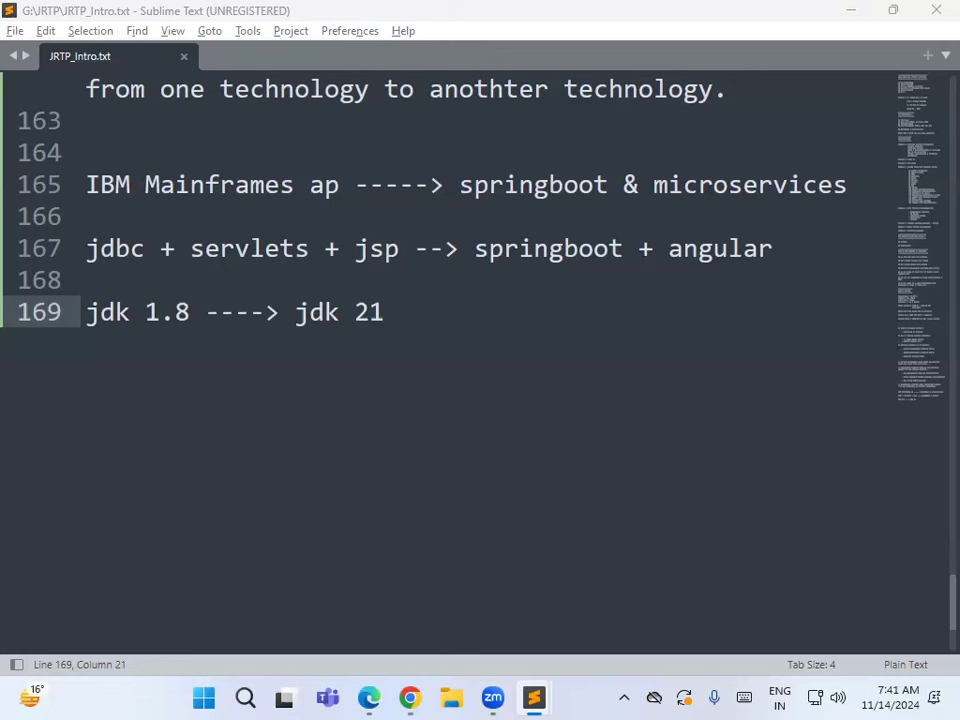 G:\JRTP\JRTP_Intro.txt - Sublime Text (UNREGISTERED)
File Edit Selection Find View Goto Tools Project Preferences Help
JRTP_Intro.txt
from one technology to anothter technology.
163
164
165 IBM Mainframes ap -----> springboot & microservices
166
167 jdbc + servlets + jsp --> springboot + angular
168
169 jdk 1.8 ----> jdk 21
Line 169, Column 21 Tab Size: 4 Plain Text
16° ENG 7:41 AM
zm IN 11/14/2024